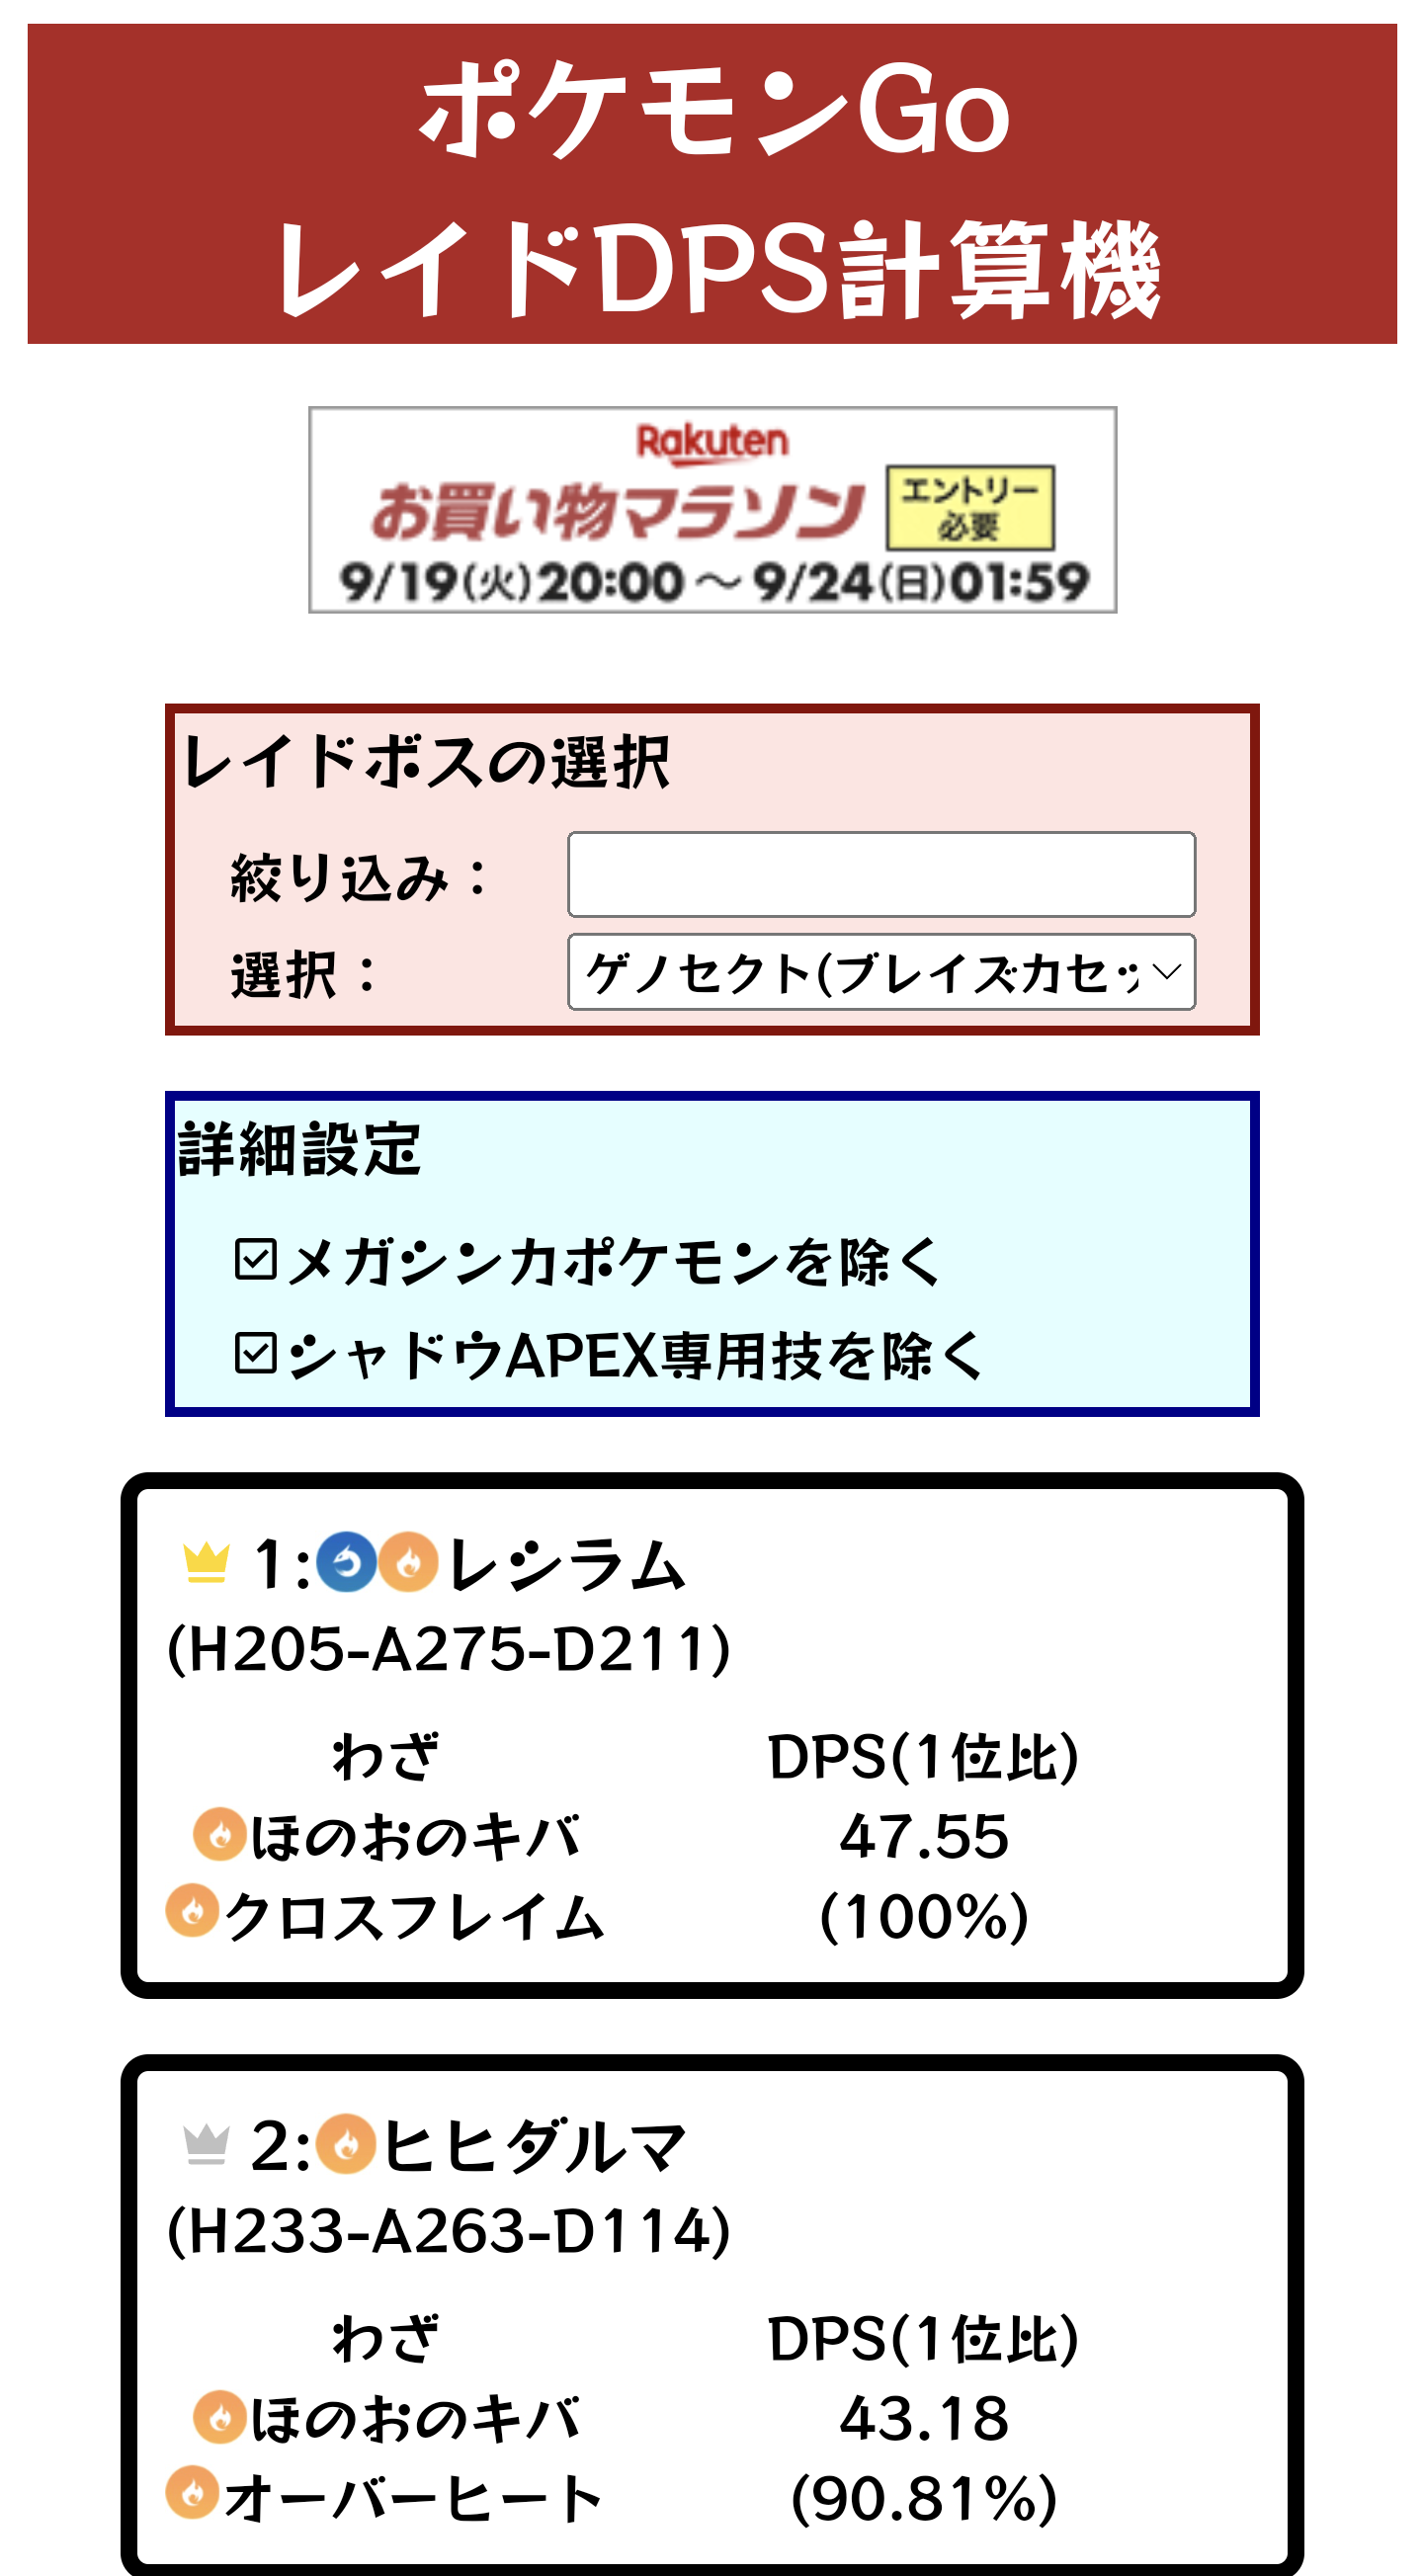 ポケモンGo
レイドDPS計算機
Rakuten
お買い物マラソン
エントリー
必要
9/19(火)20:00 〜 9/24(日)01:59
レイドボスの選択
絞り込み：
選択：
ゲノセクト(ブレイズカセッ
詳細設定
メガシンカポケモンを除く
シャドウAPEX専用技を除く
1:レシラム
(H205-A275-D211)
わざ DPS(1位比)
ほのおのキバ 47.55
クロスフレイム (100%)
2:ヒヒダルマ
(H233-A263-D114)
わざ DPS(1位比)
ほのおのキバ 43.18
オーバーヒート (90.81%)